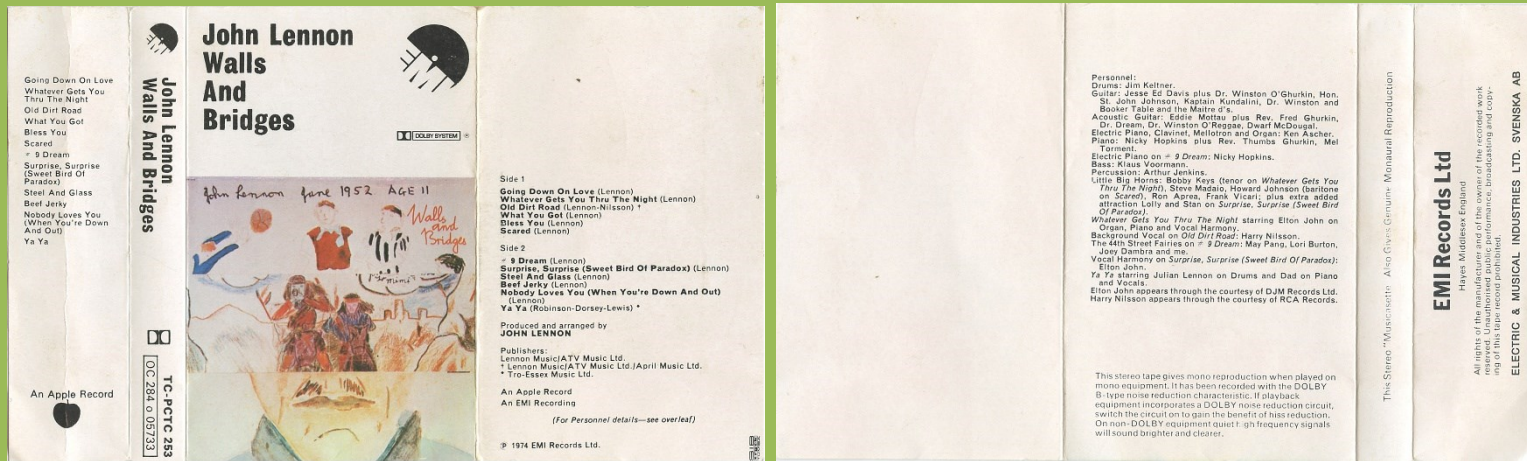 Going Down On Love
Whatever Gets You
Thru The Night
Old Dirt Road
What You Got
Bless You
Scared
# 9 Dream
Surprise, Surprise
(Sweet Bird Of
Paradox)
Steel And Glass
Beef Jerky
Nobody Loves You
(When You're Down
And Out)
Ya Ya
An Apple Record
EMI
John Lennon
Walls And Bridges
TC-PCTC 253
OC 284 o 05733
John Lennon
Walls
And
Bridges
EMI
DOLBY SYSTEM ®
John Lennon June 1952 AGE 11
Walls
and
Bridges
Side 1
Going Down On Love (Lennon)
Whatever Gets You Thru The Night (Lennon)
Old Dirt Road (Lennon-Nilsson) †
What You Got (Lennon)
Bless You (Lennon)
Scared (Lennon)
Side 2
# 9 Dream (Lennon)
Surprise, Surprise (Sweet Bird Of Paradox) (Lennon)
Steel And Glass (Lennon)
Beef Jerky (Lennon)
Nobody Loves You (When You're Down And Out)
(Lennon)
Ya Ya (Robinson-Dorsey-Lewis) *
Produced and arranged by
JOHN LENNON
Publishers:
Lennon Music/ATV Music Ltd.
† Lennon Music/ATV Music Ltd./April Music Ltd.
* Tro-Essex Music Ltd.
An Apple Record
An EMI Recording
(For Personnel details—see overleaf)
℗ 1974 EMI Records Ltd.
Personnel:
Drums: Jim Keltner.
Guitar: Jesse Ed Davis plus Dr. Winston O'Ghurkin, Hon.
St. John Johnson, Kaptain Kundalini, Dr. Winston and
Booker Table and the Maitre d's.
Acoustic Guitar: Eddie Mottau plus Rev. Fred Ghurkin,
Dr. Dream, Dr. Winston O'Reggae, Dwarf McDougal.
Electric Piano, Clavinet, Mellotron and Organ: Ken Ascher.
Piano: Nicky Hopkins plus Rev. Thumbs Ghurkin, Mel
Torment.
Electric Piano on # 9 Dream: Nicky Hopkins.
Bass: Klaus Voormann.
Percussion: Arthur Jenkins.
Little Big Horns: Bobby Keys (tenor on Whatever Gets You
Thru The Night), Steve Madaio, Howard Johnson (baritone
on Scared), Ron Aprea, Frank Vicari; plus extra added
attraction Lolly and Stan on Surprise, Surprise (Sweet Bird
Of Paradox).
Whatever Gets You Thru The Night starring Elton John on
Organ, Piano and Vocal Harmony.
Background Vocal on Old Dirt Road: Harry Nilsson.
The 44th Street Fairies on # 9 Dream: May Pang, Lori Burton,
Joey Dambra and me.
Vocal Harmony on Surprise, Surprise (Sweet Bird Of Paradox):
Elton John.
Ya Ya starring Julian Lennon on Drums and Dad on Piano
and Vocals.
Elton John appears through the courtesy of DJM Records Ltd.
Harry Nilsson appears through the courtesy of RCA Records.
This stereo tape gives mono reproduction when played on
mono equipment. It has been recorded with the DOLBY
B-type noise reduction characteristic. If playback
equipment incorporates a DOLBY noise reduction circuit,
switch the circuit on to gain the benefit of hiss reduction.
On non-DOLBY equipment quiet high frequency signals
will sound brighter and clearer.
This Stereo "Musicassette" Also Gives Genuine Monaural Reproduction
EMI Records Ltd
Hayes Middlesex England
All rights of the manufacturer and of the owner of the recorded work
reserved. Unauthorised public performance, broadcasting and copy-
ing of this tape record prohibited.
ELECTRIC & MUSICAL INDUSTRIES LTD. SVENSKA AB